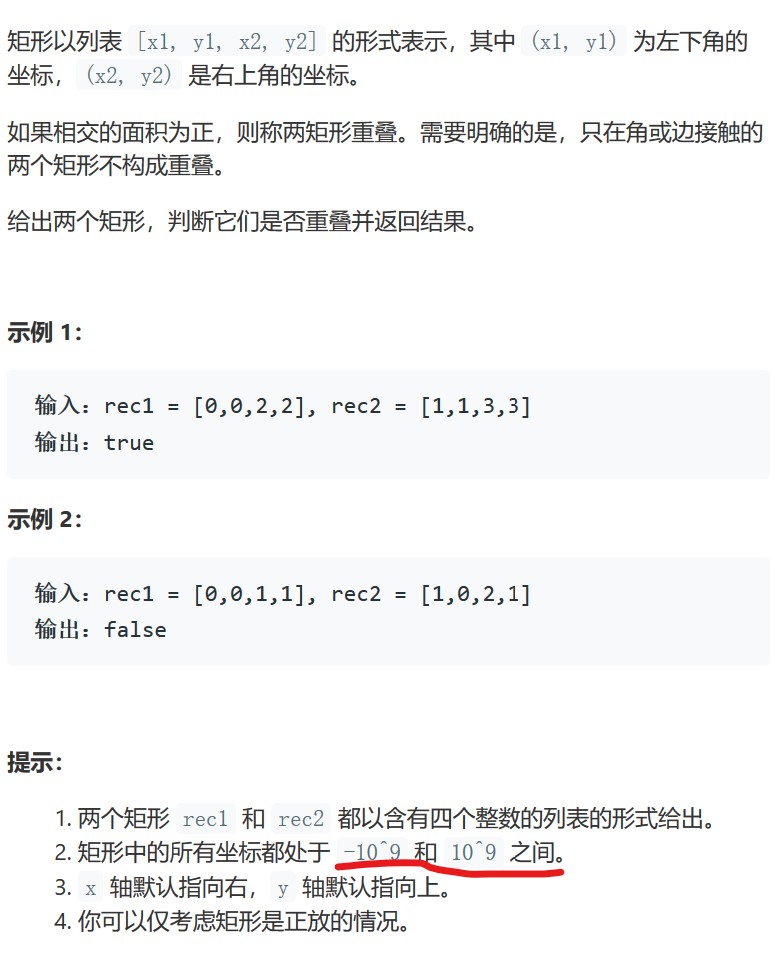 矩形以列表 [x1, y1, x2, y2] 的形式表示，其中 (x1, y1) 为左下角的
坐标， (x2, y2) 是右上角的坐标。
如果相交的面积为正，则称两矩形重叠。需要明确的是，只在角或边接触的
两个矩形不构成重叠。
给出两个矩形，判断它们是否重叠并返回结果。
示例 1：
输入：rec1 = [0,0,2,2], rec2 = [1,1,3,3]
输出：true
示例 2：
输入：rec1 = [0,0,1,1], rec2 = [1,0,2,1]
输出：false
提示：
1. 两个矩形 rec1 和 rec2 都以含有四个整数的列表的形式给出。
2. 矩形中的所有坐标都处于 -10^9 和 10^9 之间。
3. x 轴默认指向右，y 轴默认指向上。
4. 你可以仅考虑矩形是正放的情况。